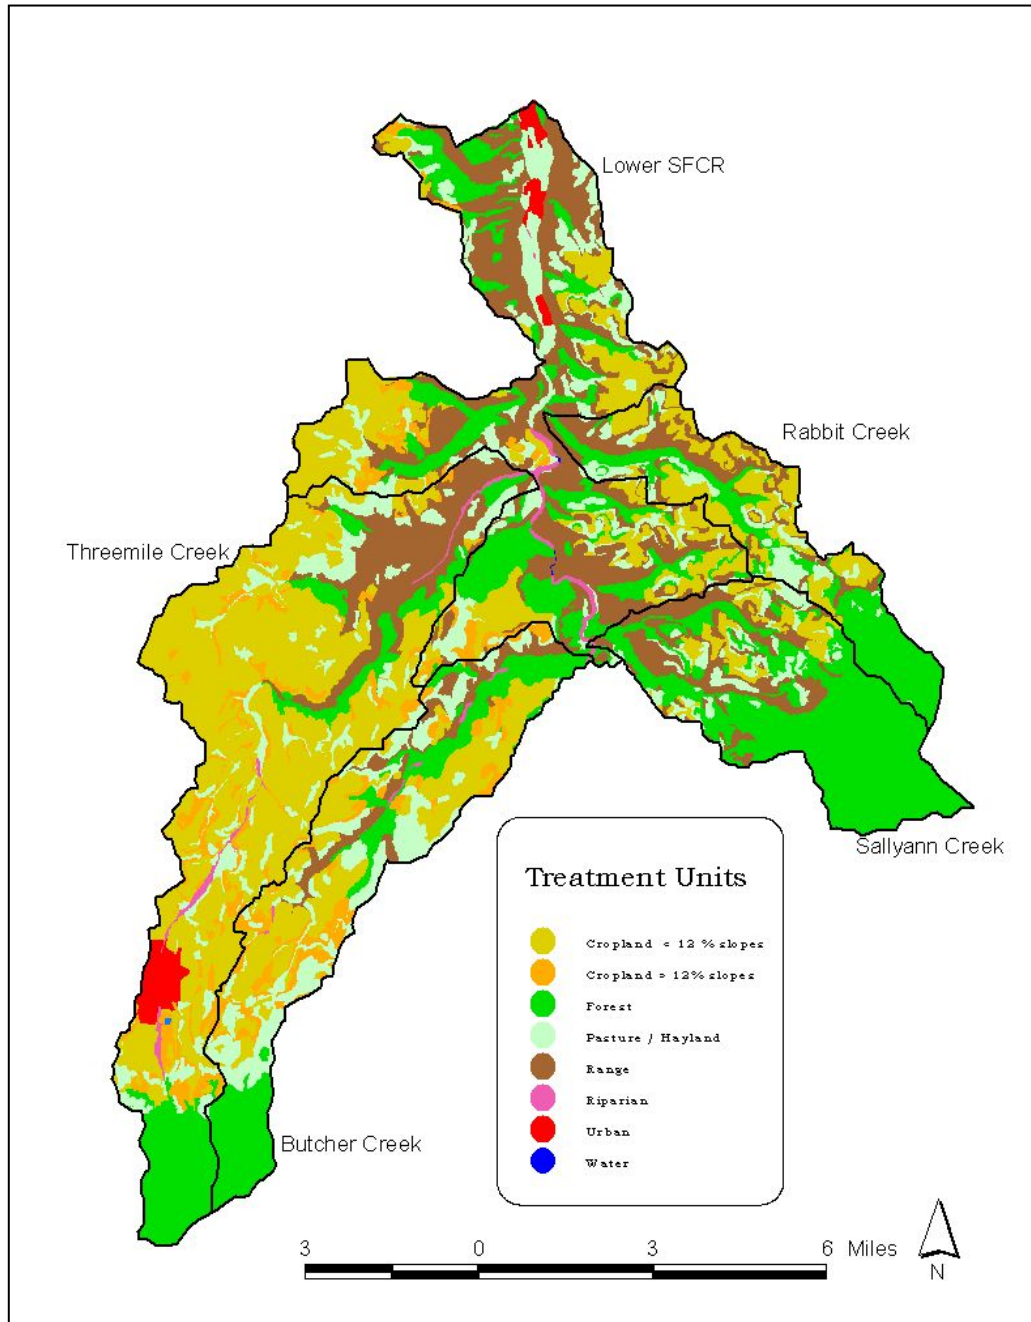 Lower SFCR
Rabbit Creek
Threemile Creek
Sallyann Creek
Treatment Units
Cropland < 12 % slopes
Cropland > 12% slopes
Forest
Pasture / Hayland
Range
Riparian
Urban
Water
Butcher Creek
3 0 3 6 Miles
N